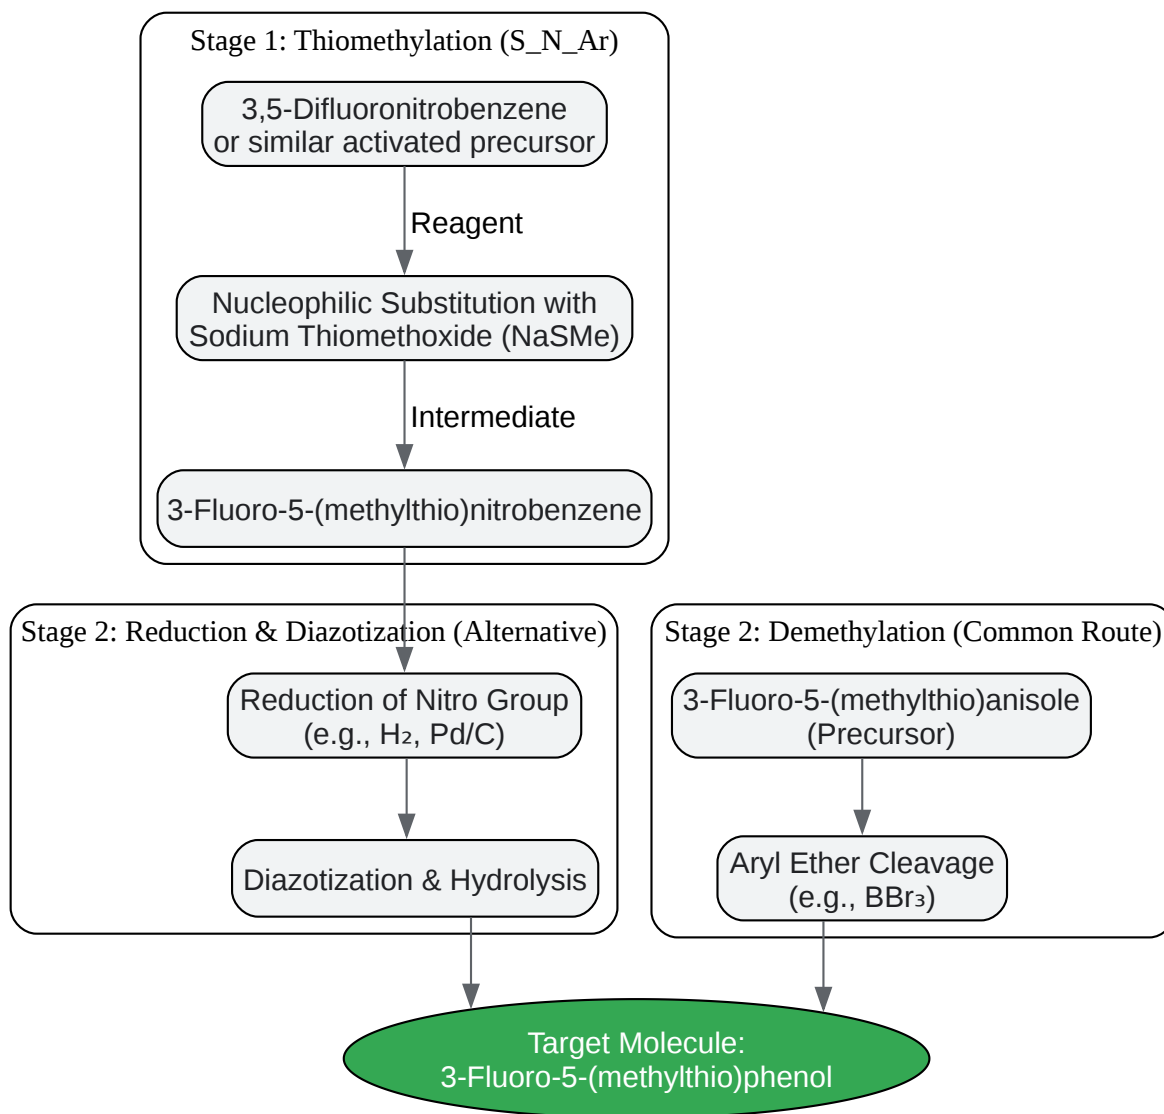 Stage 1: Thiomethylation (S_N_Ar)
3,5-Difluoronitrobenzene
or similar activated precursor
Reagent
Nucleophilic Substitution with
Sodium Thiomethoxide (NaSMe)
Intermediate
3-Fluoro-5-(methylthio)nitrobenzene
Stage 2: Reduction & Diazotization (Alternative)
Reduction of Nitro Group
(e.g., H₂, Pd/C)
Diazotization & Hydrolysis
Stage 2: Demethylation (Common Route)
3-Fluoro-5-(methylthio)anisole
(Precursor)
Aryl Ether Cleavage
(e.g., BBr₃)
Target Molecule:
3-Fluoro-5-(methylthio)phenol